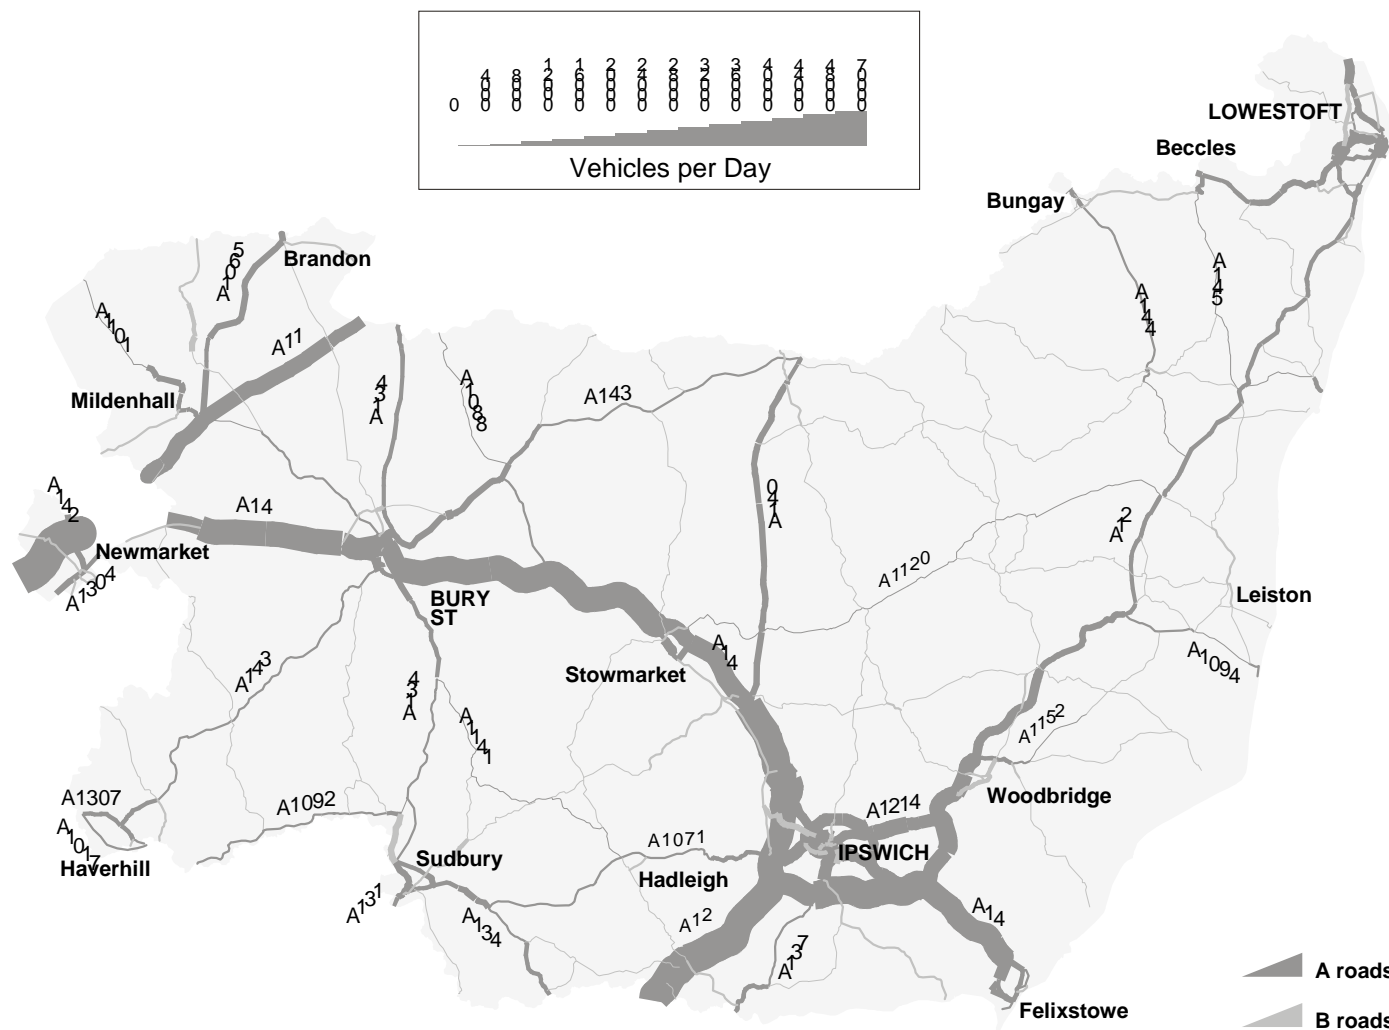 0 4000 8000 12000 16000 20000 24000 28000 32000 36000 40000 44000 48000 70000
Vehicles per Day
LOWESTOFT
Beccles
Bungay
Brandon
A1065
A1101
A11
A145
A144
Mildenhall
A134
A1088
A143
A142
A14
A140
A12
Newmarket
A1304
A1120
BURY
ST
Leiston
A143
A134
Stowmarket
A14
A1094
A1141
A1152
A1307
A1017
Haverhill
A1092
Woodbridge
A1214
Sudbury
A1071
IPSWICH
Hadleigh
A131
A134
A12
A137
A14
A roads
Felixstowe
B roads